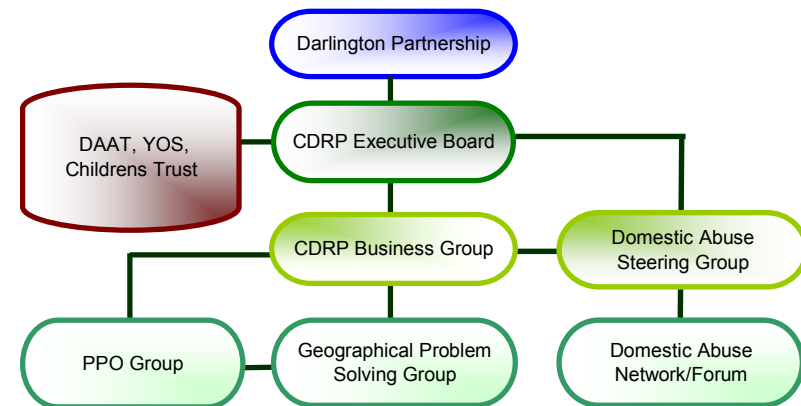 Darlington Partnership
DAAT, YOS,
Childrens Trust
CDRP Executive Board
CDRP Business Group
Domestic Abuse
Steering Group
PPO Group
Geographical Problem
Solving Group
Domestic Abuse
Network/Forum